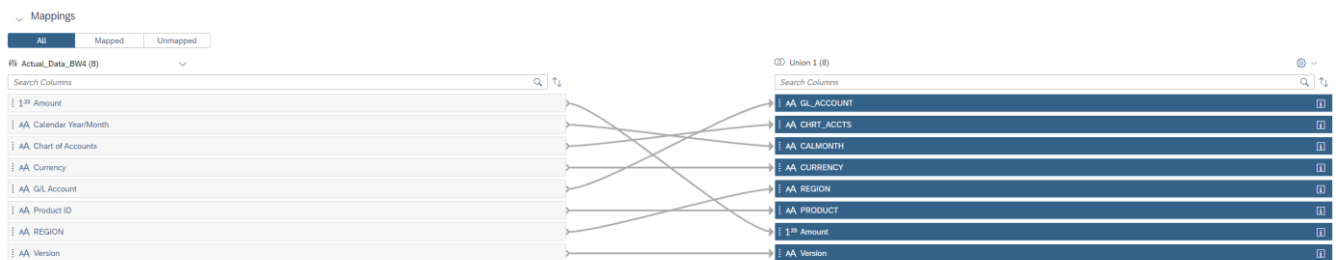 Mappings
All Mapped Unmapped
Actual_Data_BW4 (8) Union 1 (8)
Search Columns Search Columns
123 Amount AA GL_ACCOUNT
AA Calendar Year/Month AA CHRT_ACCTS
AA Chart of Accounts AA CALMONTH
AA Currency AA CURRENCY
AA G/L Account AA REGION
AA Product ID AA PRODUCT
AA REGION 123 Amount
AA Version AA Version